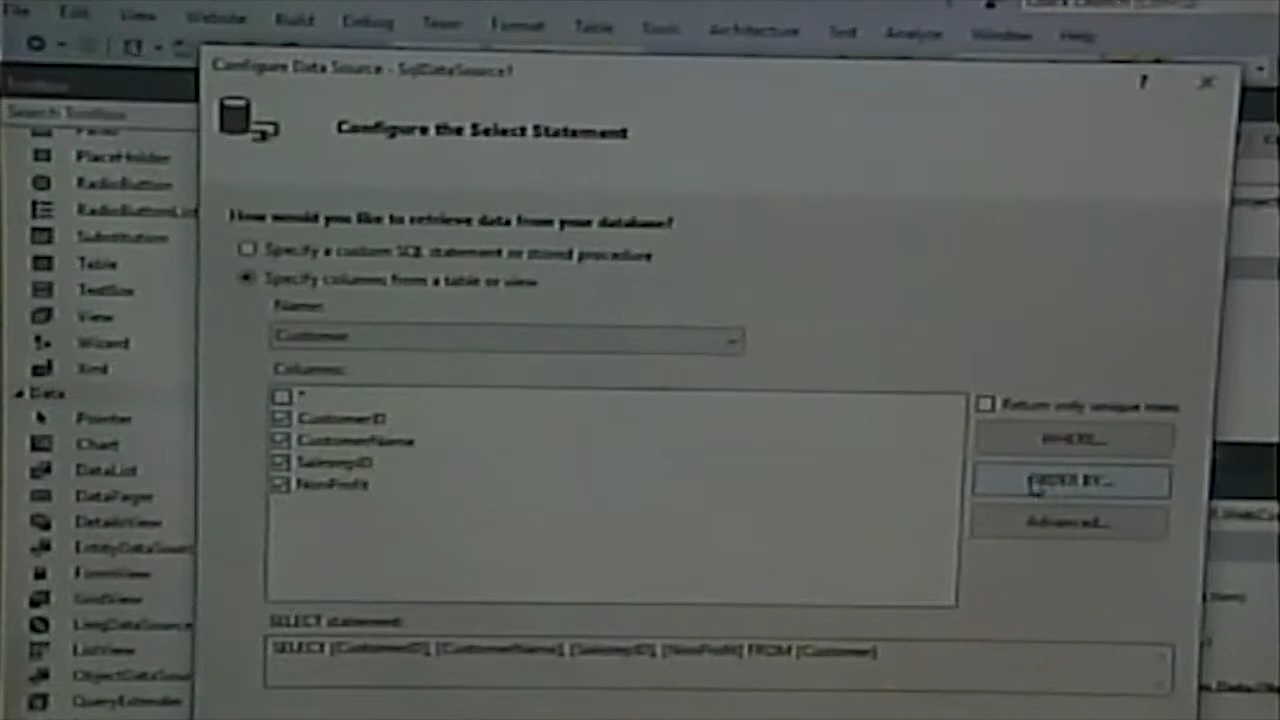 File Edit View Website Build Debug Team Format Table Tools Architecture Test Analyze Window Help
Configure Data Source - SqlDataSource1
? X
Search Toolbox
Configure the Select Statement
PlaceHolder
RadioButton
RadioButtonList
Substitution
Table
TextBox
View
Wizard
Xml
Data
Pointer
Chart
DataList
DataPager
DetailsView
EntityDataSour
FormView
GridView
LinqDataSource
ListView
ObjectDataSou
QueryExtender
How would you like to retrieve data from your database?
Specify a custom SQL statement or stored procedure
Specify columns from a table or view
Name:
Customer
Columns:
*
CustomerID
CustomerName
SalesrepID
NonProfit
Return only unique rows
WHERE...
ORDER BY...
Advanced...
SELECT statement:
SELECT [CustomerID], [CustomerName], [SalesrepID], [NonProfit] FROM [Customer]